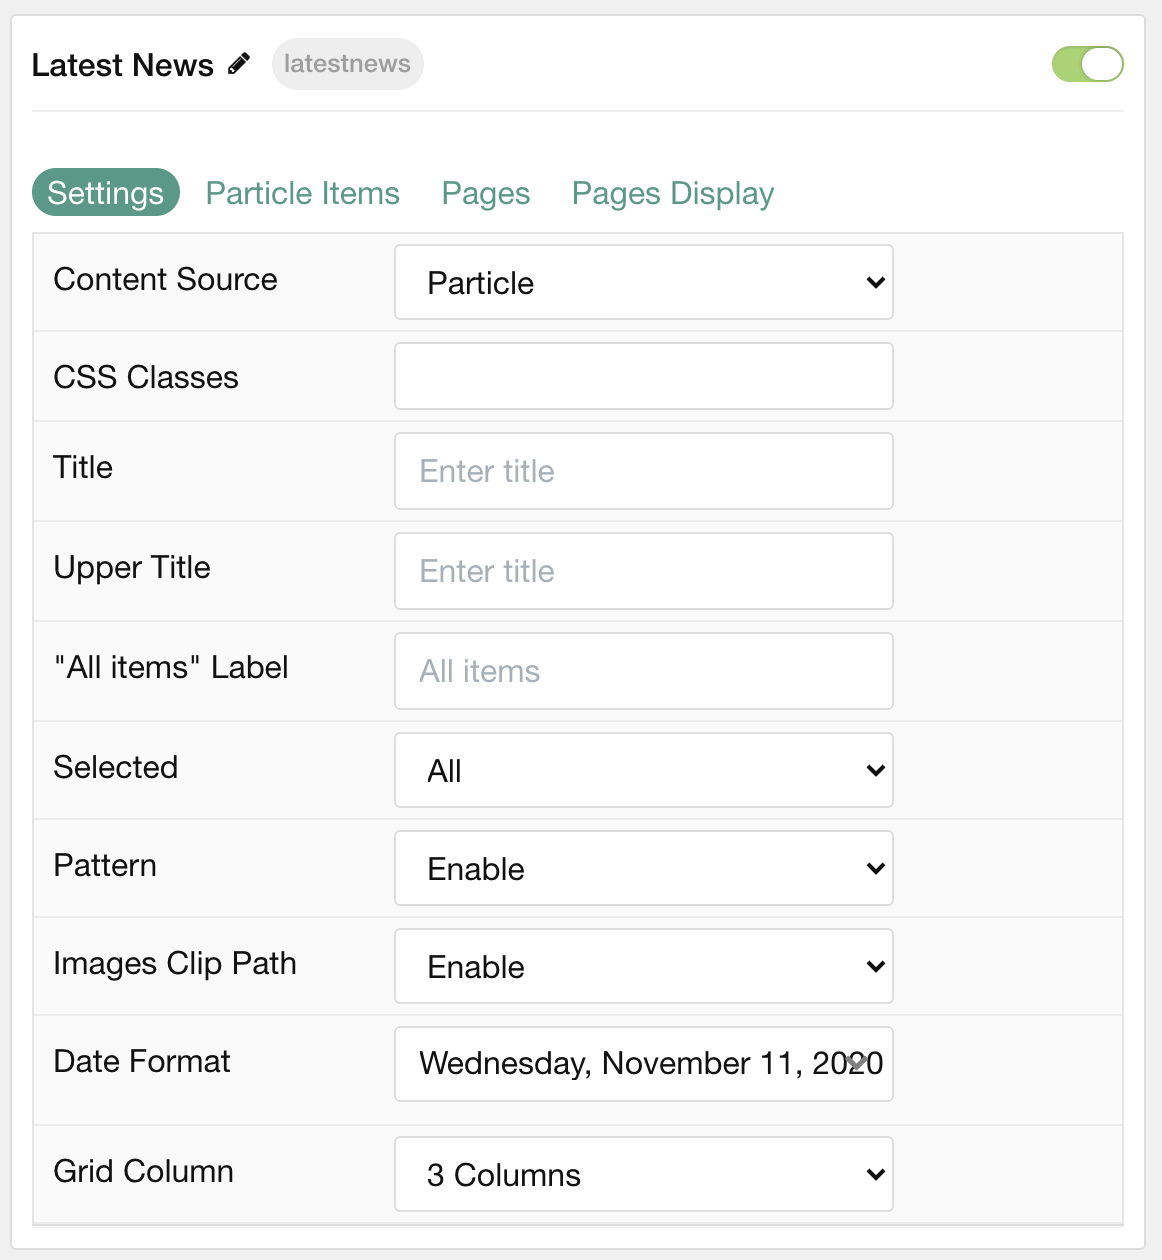 Latest News latestnews
Settings Particle Items Pages Pages Display
Content Source Particle
CSS Classes
Title Enter title
Upper Title Enter title
"All items" Label All items
Selected All
Pattern Enable
Images Clip Path Enable
Date Format Wednesday, November 11, 2020
Grid Column 3 Columns